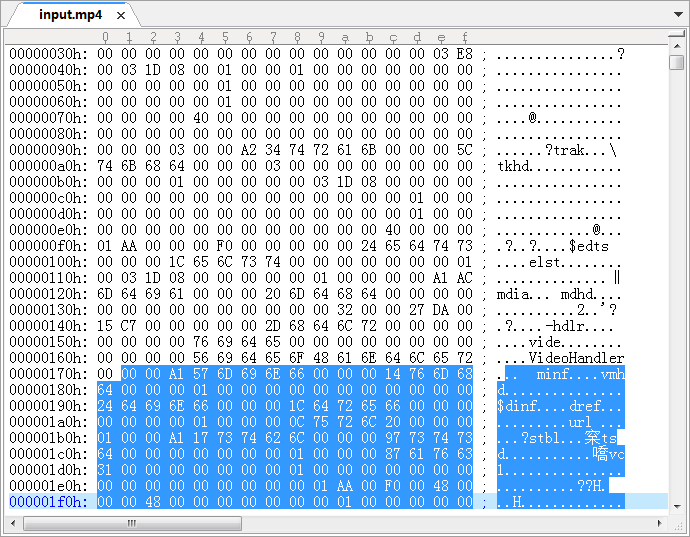 input.mp4
0 1 2 3 4 5 6 7 8 9 a b c d e f
00000030h: 00 00 00 00 00 00 00 00 00 00 00 00 00 00 03 E8 ; ...............?
00000040h: 00 03 1D 08 00 01 00 00 01 00 00 00 00 00 00 00 ; ................
00000050h: 00 00 00 00 00 01 00 00 00 00 00 00 00 00 00 00 ; ................
00000060h: 00 00 00 00 00 01 00 00 00 00 00 00 00 00 00 00 ; ................
00000070h: 00 00 00 00 40 00 00 00 00 00 00 00 00 00 00 00 ; ....@...........
00000080h: 00 00 00 00 00 00 00 00 00 00 00 00 00 00 00 00 ; ................
00000090h: 00 00 00 03 00 00 A2 34 74 72 61 6B 00 00 00 5C ; ......?trak...\
000000a0h: 74 6B 68 64 00 00 00 03 00 00 00 00 00 00 00 00 ; tkhd............
000000b0h: 00 00 00 01 00 00 00 00 00 03 1D 08 00 00 00 00 ; ................
000000c0h: 00 00 00 00 00 00 00 00 00 00 00 00 00 01 00 00 ; ................
000000d0h: 00 00 00 00 00 00 00 00 00 00 00 00 00 01 00 00 ; ................
000000e0h: 00 00 00 00 00 00 00 00 00 00 00 00 40 00 00 00 ; ............@...
000000f0h: 01 AA 00 00 00 F0 00 00 00 00 00 24 65 64 74 73 ; .?..?....$edts
00000100h: 00 00 00 1C 65 6C 73 74 00 00 00 00 00 00 00 01 ; ....elst........
00000110h: 00 03 1D 08 00 00 00 00 00 01 00 00 00 00 A1 AC ; ..............‖
00000120h: 6D 64 69 61 00 00 00 20 6D 64 68 64 00 00 00 00 ; mdia... mdhd....
00000130h: 00 00 00 00 00 00 00 00 00 00 32 00 00 27 DA 00 ; ..........2..'?
00000140h: 15 C7 00 00 00 00 00 2D 68 64 6C 72 00 00 00 00 ; .?....-hdlr....
00000150h: 00 00 00 00 76 69 64 65 00 00 00 00 00 00 00 00 ; ....vide........
00000160h: 00 00 00 00 56 69 64 65 6F 48 61 6E 64 6C 65 72 ; ....VideoHandler
00000170h: 00 00 00 A1 57 6D 69 6E 66 00 00 00 14 76 6D 68 ; ... minf....vmh
00000180h: 64 00 00 00 01 00 00 00 00 00 00 00 00 00 00 00 ; d...............
00000190h: 24 64 69 6E 66 00 00 00 1C 64 72 65 66 00 00 00 ; $dinf....dref...
000001a0h: 00 00 00 00 01 00 00 00 0C 75 72 6C 20 00 00 00 ; .........url ...
000001b0h: 01 00 00 A1 17 73 74 62 6C 00 00 00 97 73 74 73 ; ...?stbl...梥ts
000001c0h: 64 00 00 00 00 00 00 00 01 00 00 00 87 61 76 63 ; d...........嘺vc
000001d0h: 31 00 00 00 00 00 00 00 01 00 00 00 00 00 00 00 ; 1...............
000001e0h: 00 00 00 00 00 00 00 00 00 01 AA 00 F0 00 48 00 ; ..........??H.
000001f0h: 00 00 48 00 00 00 00 00 00 00 01 00 00 00 00 00 ; ..H.............